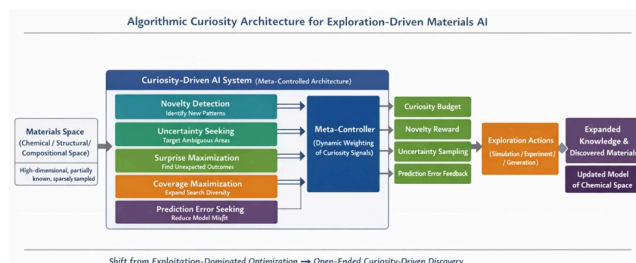 Algorithmic Curiosity Architecture for Exploration-Driven Materials AI
Curiosity-Driven AI System (Meta-Controlled Architecture)
Materials Space
(Chemical / Structural/
Compositional Space)
High-dimensional, partially
known, sparsely sampled
Novelty Detection
Identify New Patterns
Uncertainty Seeking
Target Ambiguous Areas
Surprise Maximization
Find Unexpected Outcomes
Coverage Maximization
Expand Search Diversity
Prediction Error Seeking
Reduce Model Misfit
Meta-Controller
(Dynamic Weighting
of Curiosity Signals)
Curiosity Budget
Novelty Reward
Uncertainty Sampling
Prediction Error Feedback
Exploration Actions
(Simulation / Experiment /
/ Generation)
Expanded
Knowledge &
Discovered Materials
Updated Model
of Chemical Space
Shift from Exploitation-Dominated Optimization → Open-Ended Curiosity-Driven Discovery